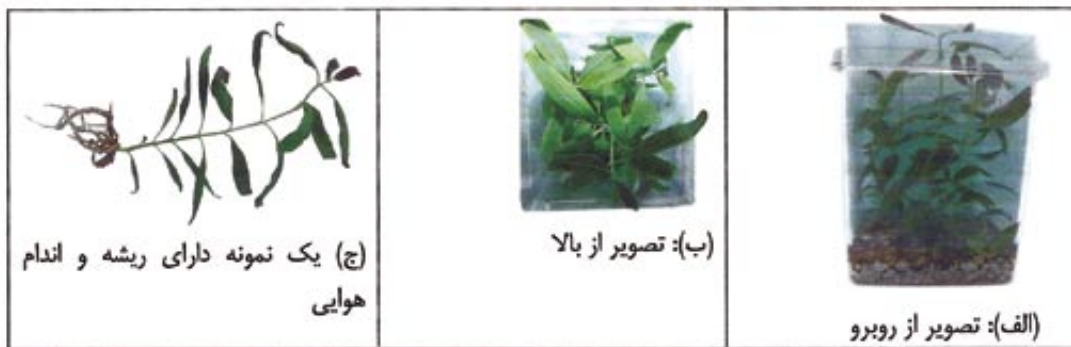 (الف): تصویر از روبرو
(ب): تصویر از بالا
(ج) یک نمونه دارای ریشه و اندام
هوایی